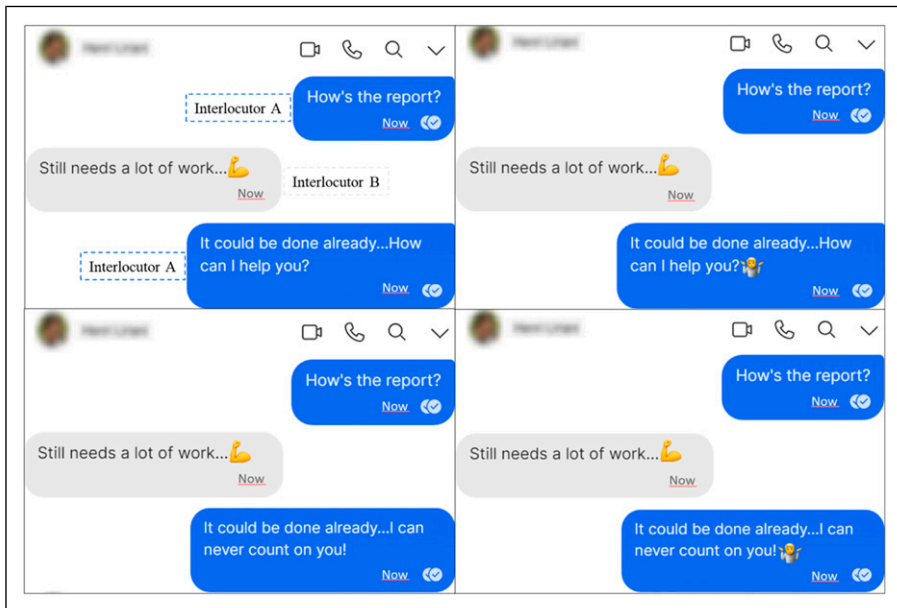 How's the report?
Interlocutor A
Now
Still needs a lot of work...💪
Interlocutor B
Now
It could be done already...How
can I help you?
Interlocutor A
Now
How's the report?
Now
Still needs a lot of work...💪
Now
It could be done already...How
can I help you?🤷
Now
How's the report?
Now
Still needs a lot of work...💪
Now
It could be done already...I can
never count on you!
Now
How's the report?
Now
Still needs a lot of work...💪
Now
It could be done already...I can
never count on you!🤷
Now